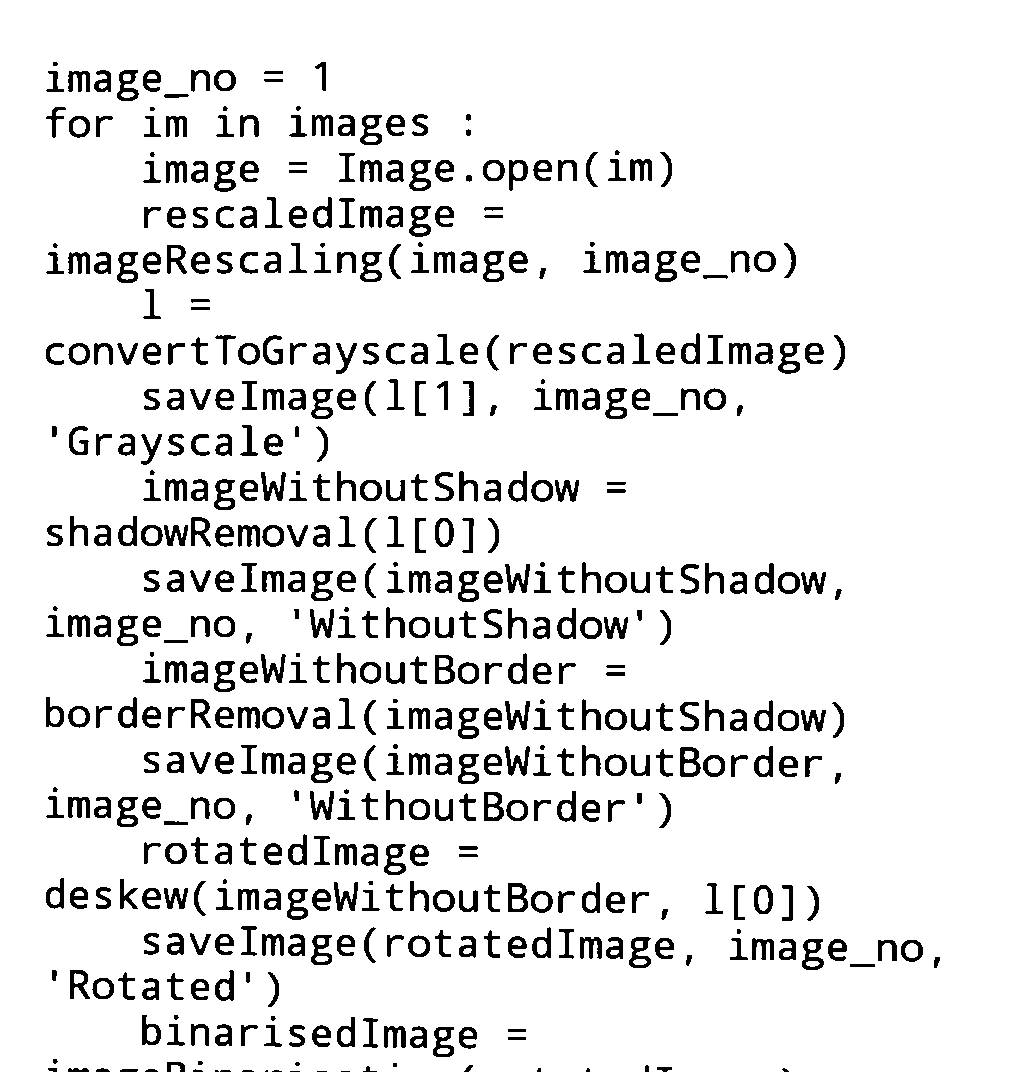 image_no = 1
for im in images :
    image = Image.open(im)
    rescaledImage =
imageRescaling(image, image_no)
    l =
convertToGrayscale(rescaledImage)
    saveImage(l[1], image_no,
'Grayscale')
    imageWithoutShadow =
shadowRemoval(l[0])
    saveImage(imageWithoutShadow,
image_no, 'WithoutShadow')
    imageWithoutBorder =
borderRemoval(imageWithoutShadow)
    saveImage(imageWithoutBorder,
image_no, 'WithoutBorder')
    rotatedImage =
deskew(imageWithoutBorder, l[0])
    saveImage(rotatedImage, image_no,
'Rotated')
    binarisedImage =